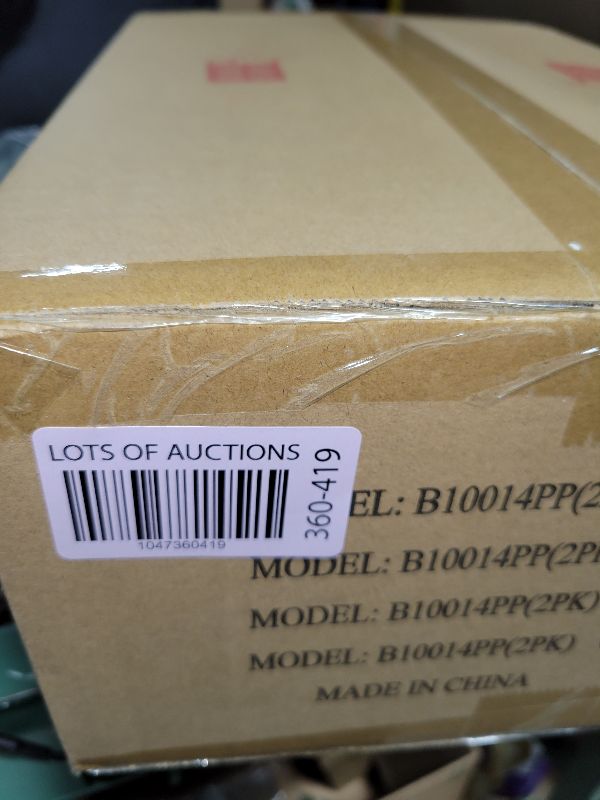 LOTS OF AUCTIONS
1047360419
360-419
EL: B10014PP(2
MODEL: B10014PP(2P
MODEL: B10014PP(2PK)
MODEL: B10014PP(2PK)
MADE IN CHINA